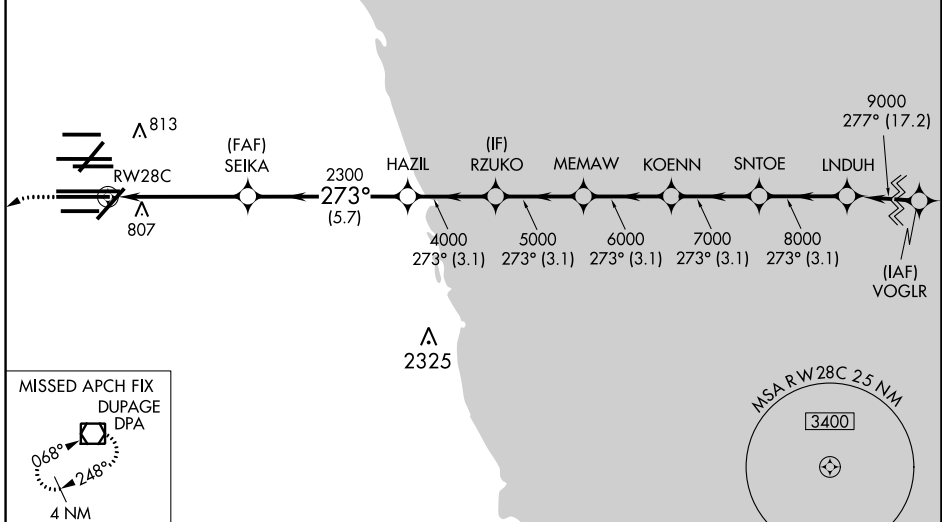 9000
277° (17.2)
813
(FAF)
SEIKA
RW28C
2300
273°
(5.7)
HAZIL
(IF)
RZUKO
MEMAW
KOENN
SNTOE
LNDUH
807
4000
273° (3.1)
5000
273° (3.1)
6000
273° (3.1)
7000
273° (3.1)
8000
273° (3.1)
(IAF)
VOGLR
2325
MISSED APCH FIX
DUPAGE
DPA
068°
248°
4 NM
MSA RW28C 25 NM
3400